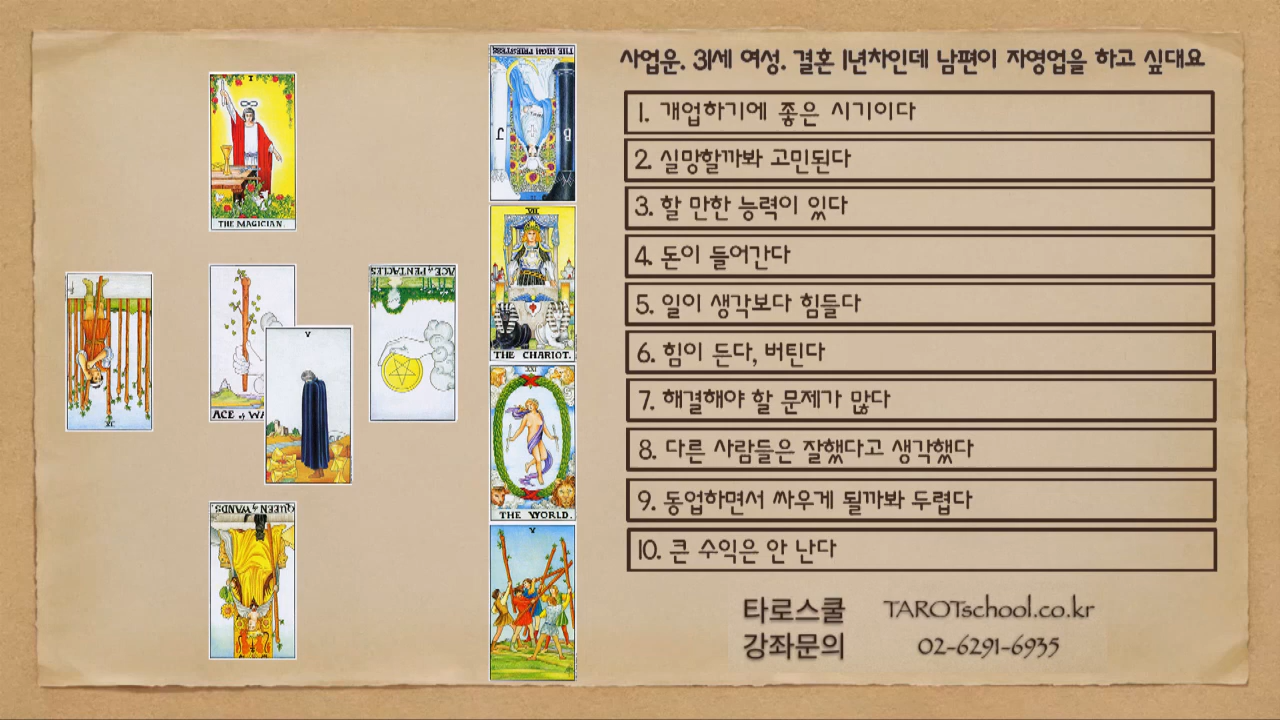 사업운. 31세 여성. 결혼 1년차인데 남편이 자영업을 하고 싶대요
1. 개업하기에 좋은 시기이다
2. 실망할까봐 고민된다
3. 할 만한 능력이 있다
4. 돈이 들어간다
5. 일이 생각보다 힘들다
6. 힘이 든다, 버틴다
7. 해결해야 할 문제가 많다
8. 다른 사람들은 잘했다고 생각했다
9. 동업하면서 싸우게 될까봐 두렵다
10. 큰 수익은 안 난다
타로스쿨 TAROTschool.co.kr
강좌문의 02-6291-6935
I
THE MAGICIAN.
THE HIGH PRIESTESS
B J
VII
THE CHARIOT.
IX
ACE of WA
V
ACE of PENTACLES
XXI
THE WORLD.
QUEEN of WANDS.
V